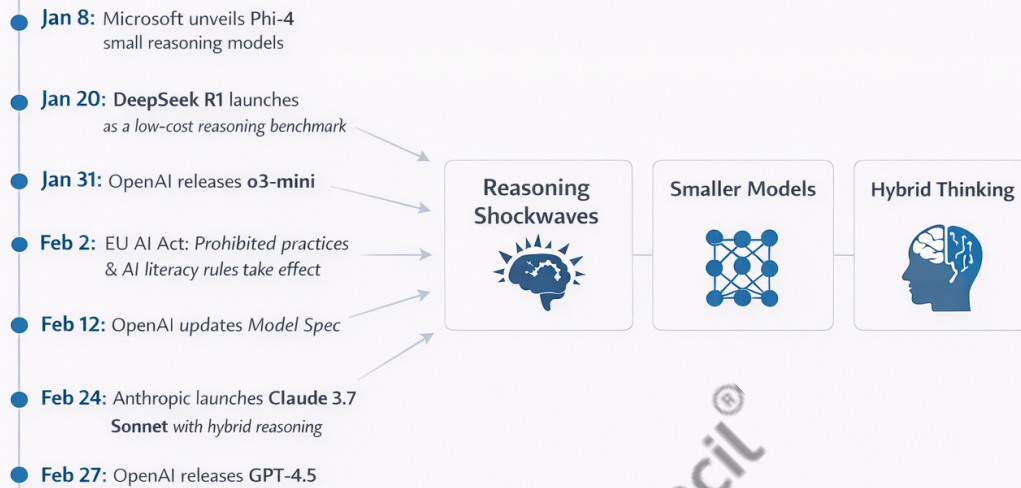 Jan 8: Microsoft unveils Phi-4
small reasoning models
Jan 20: DeepSeek R1 launches
as a low-cost reasoning benchmark
Jan 31: OpenAI releases o3-mini
Feb 2: EU AI Act: Prohibited practices
& AI literacy rules take effect
Feb 12: OpenAI updates Model Spec
Feb 24: Anthropic launches Claude 3.7
Sonnet with hybrid reasoning
Feb 27: OpenAI releases GPT-4.5
Reasoning
Shockwaves
Smaller Models
Hybrid Thinking
cil®